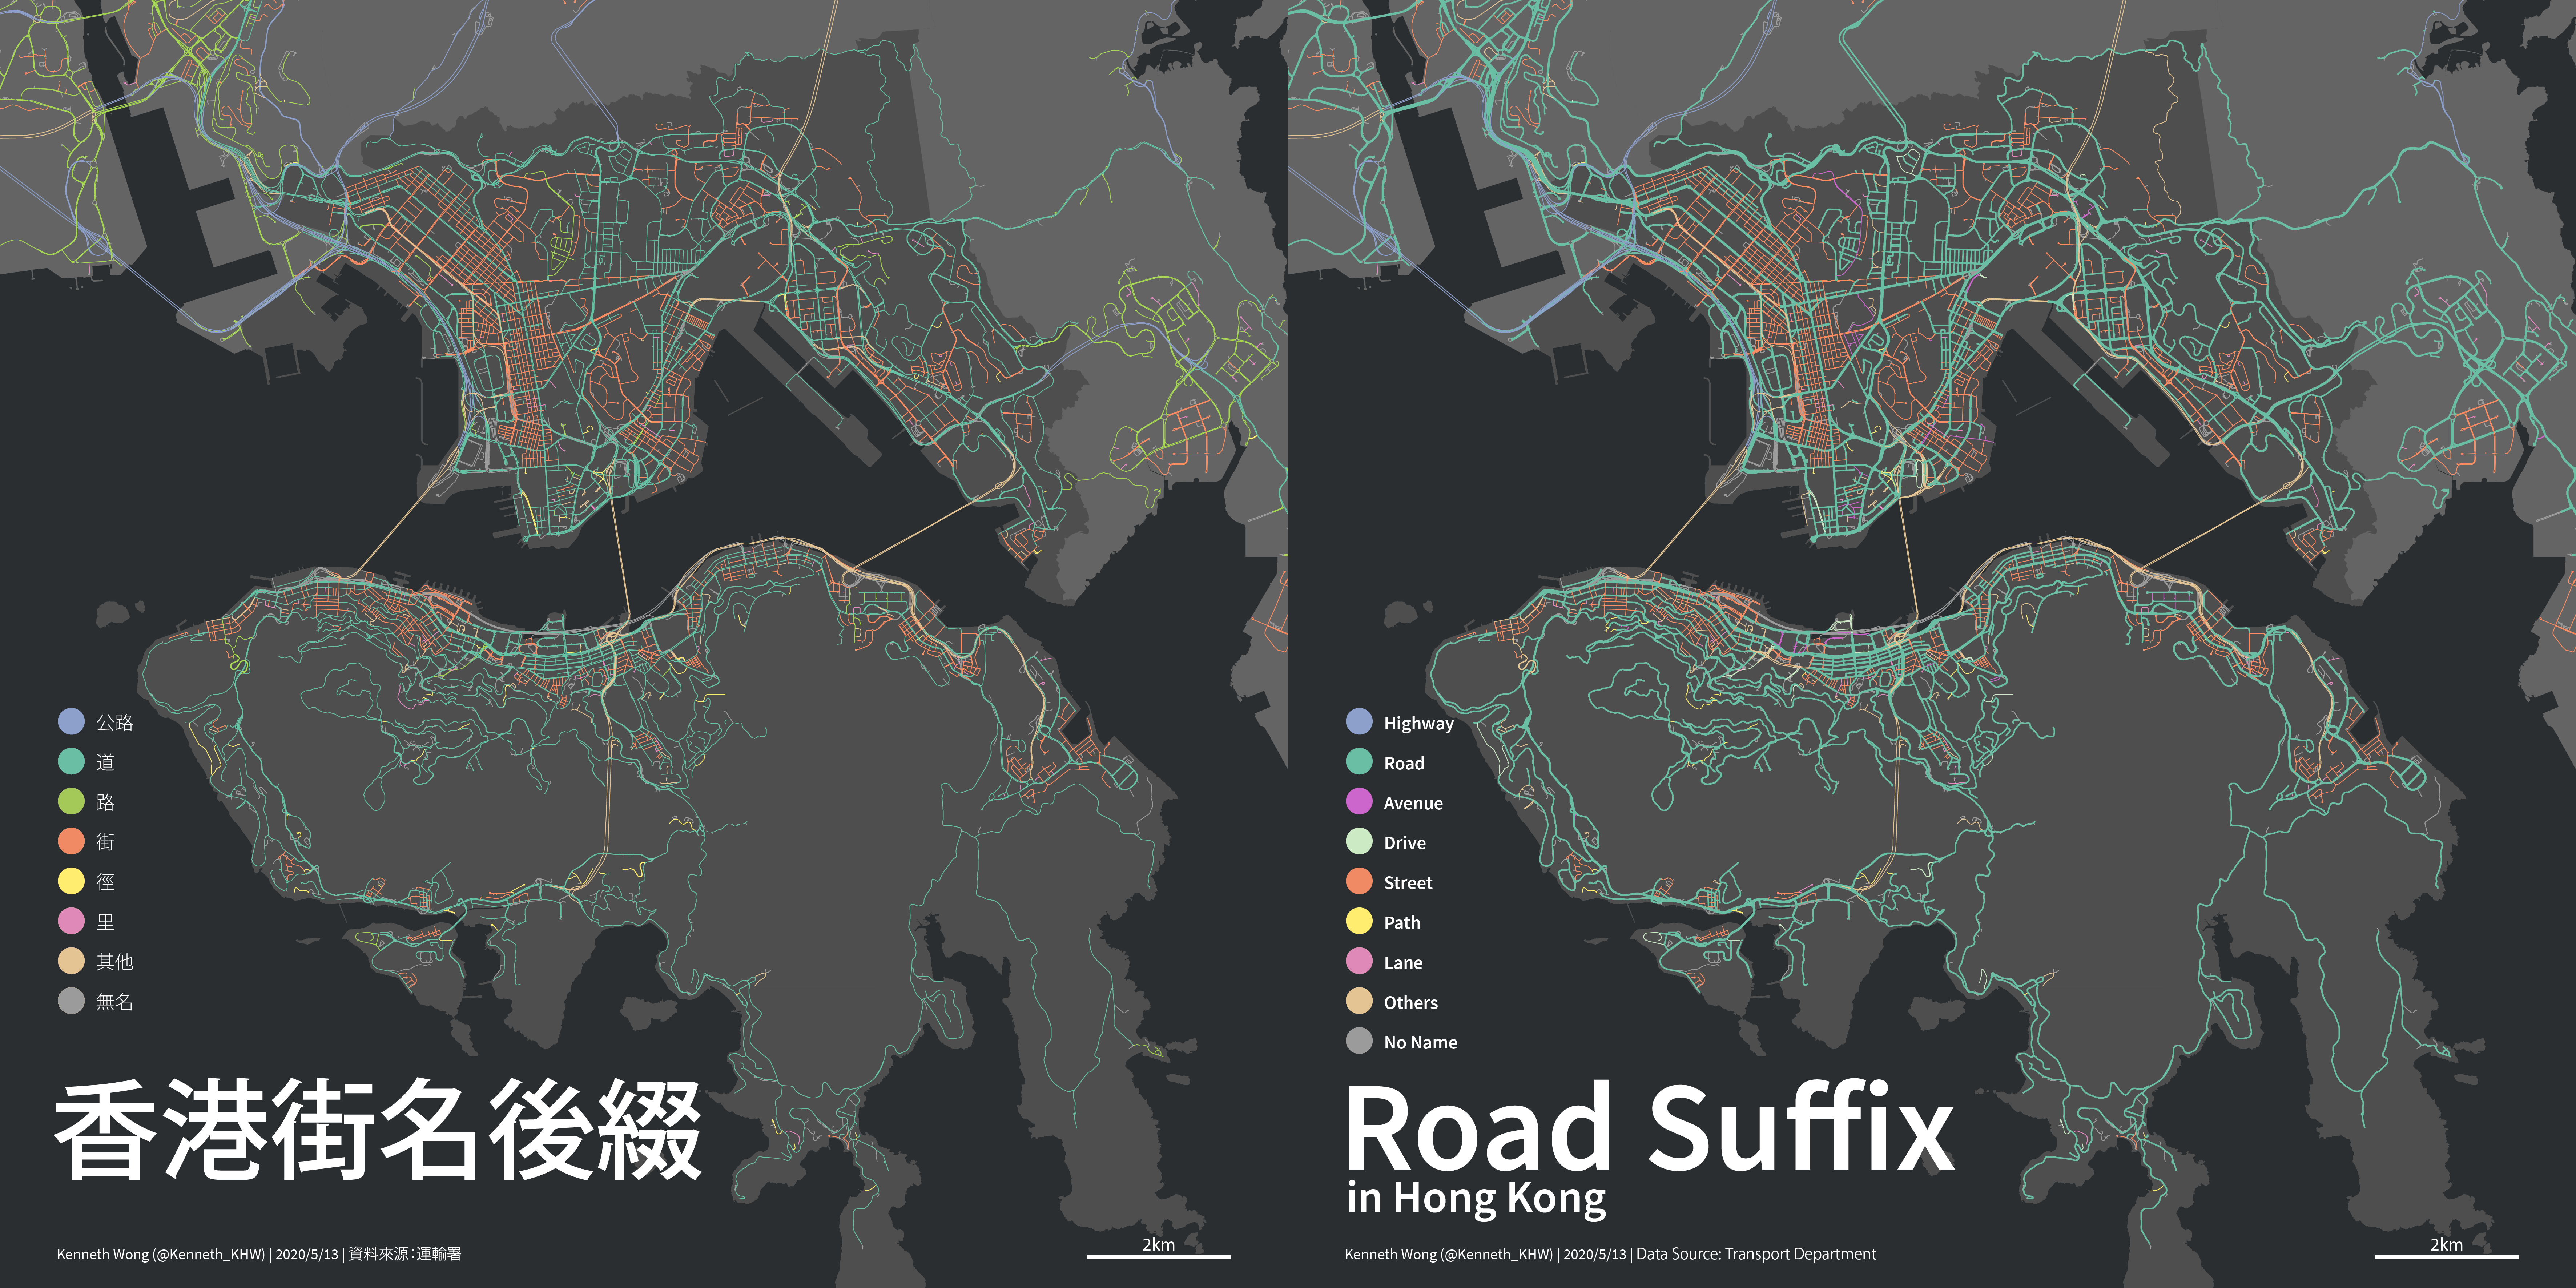 公路
道
路
街
徑
里
其他
無名
香港街名後綴
Kenneth Wong (@Kenneth_KHW) | 2020/5/13 | 資料來源：運輸署
2km
Highway
Road
Avenue
Drive
Street
Path
Lane
Others
No Name
Road Suffix
in Hong Kong
Kenneth Wong (@Kenneth_KHW) | 2020/5/13 | Data Source: Transport Department
2km